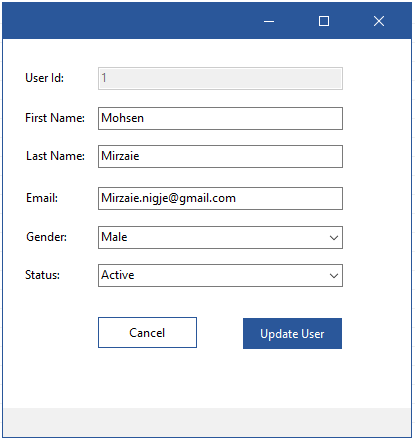 User Id: 1
First Name: Mohsen
Last Name: Mirzaie
Email: Mirzaie.nigje@gmail.com
Gender: Male
Status: Active
Cancel Update User